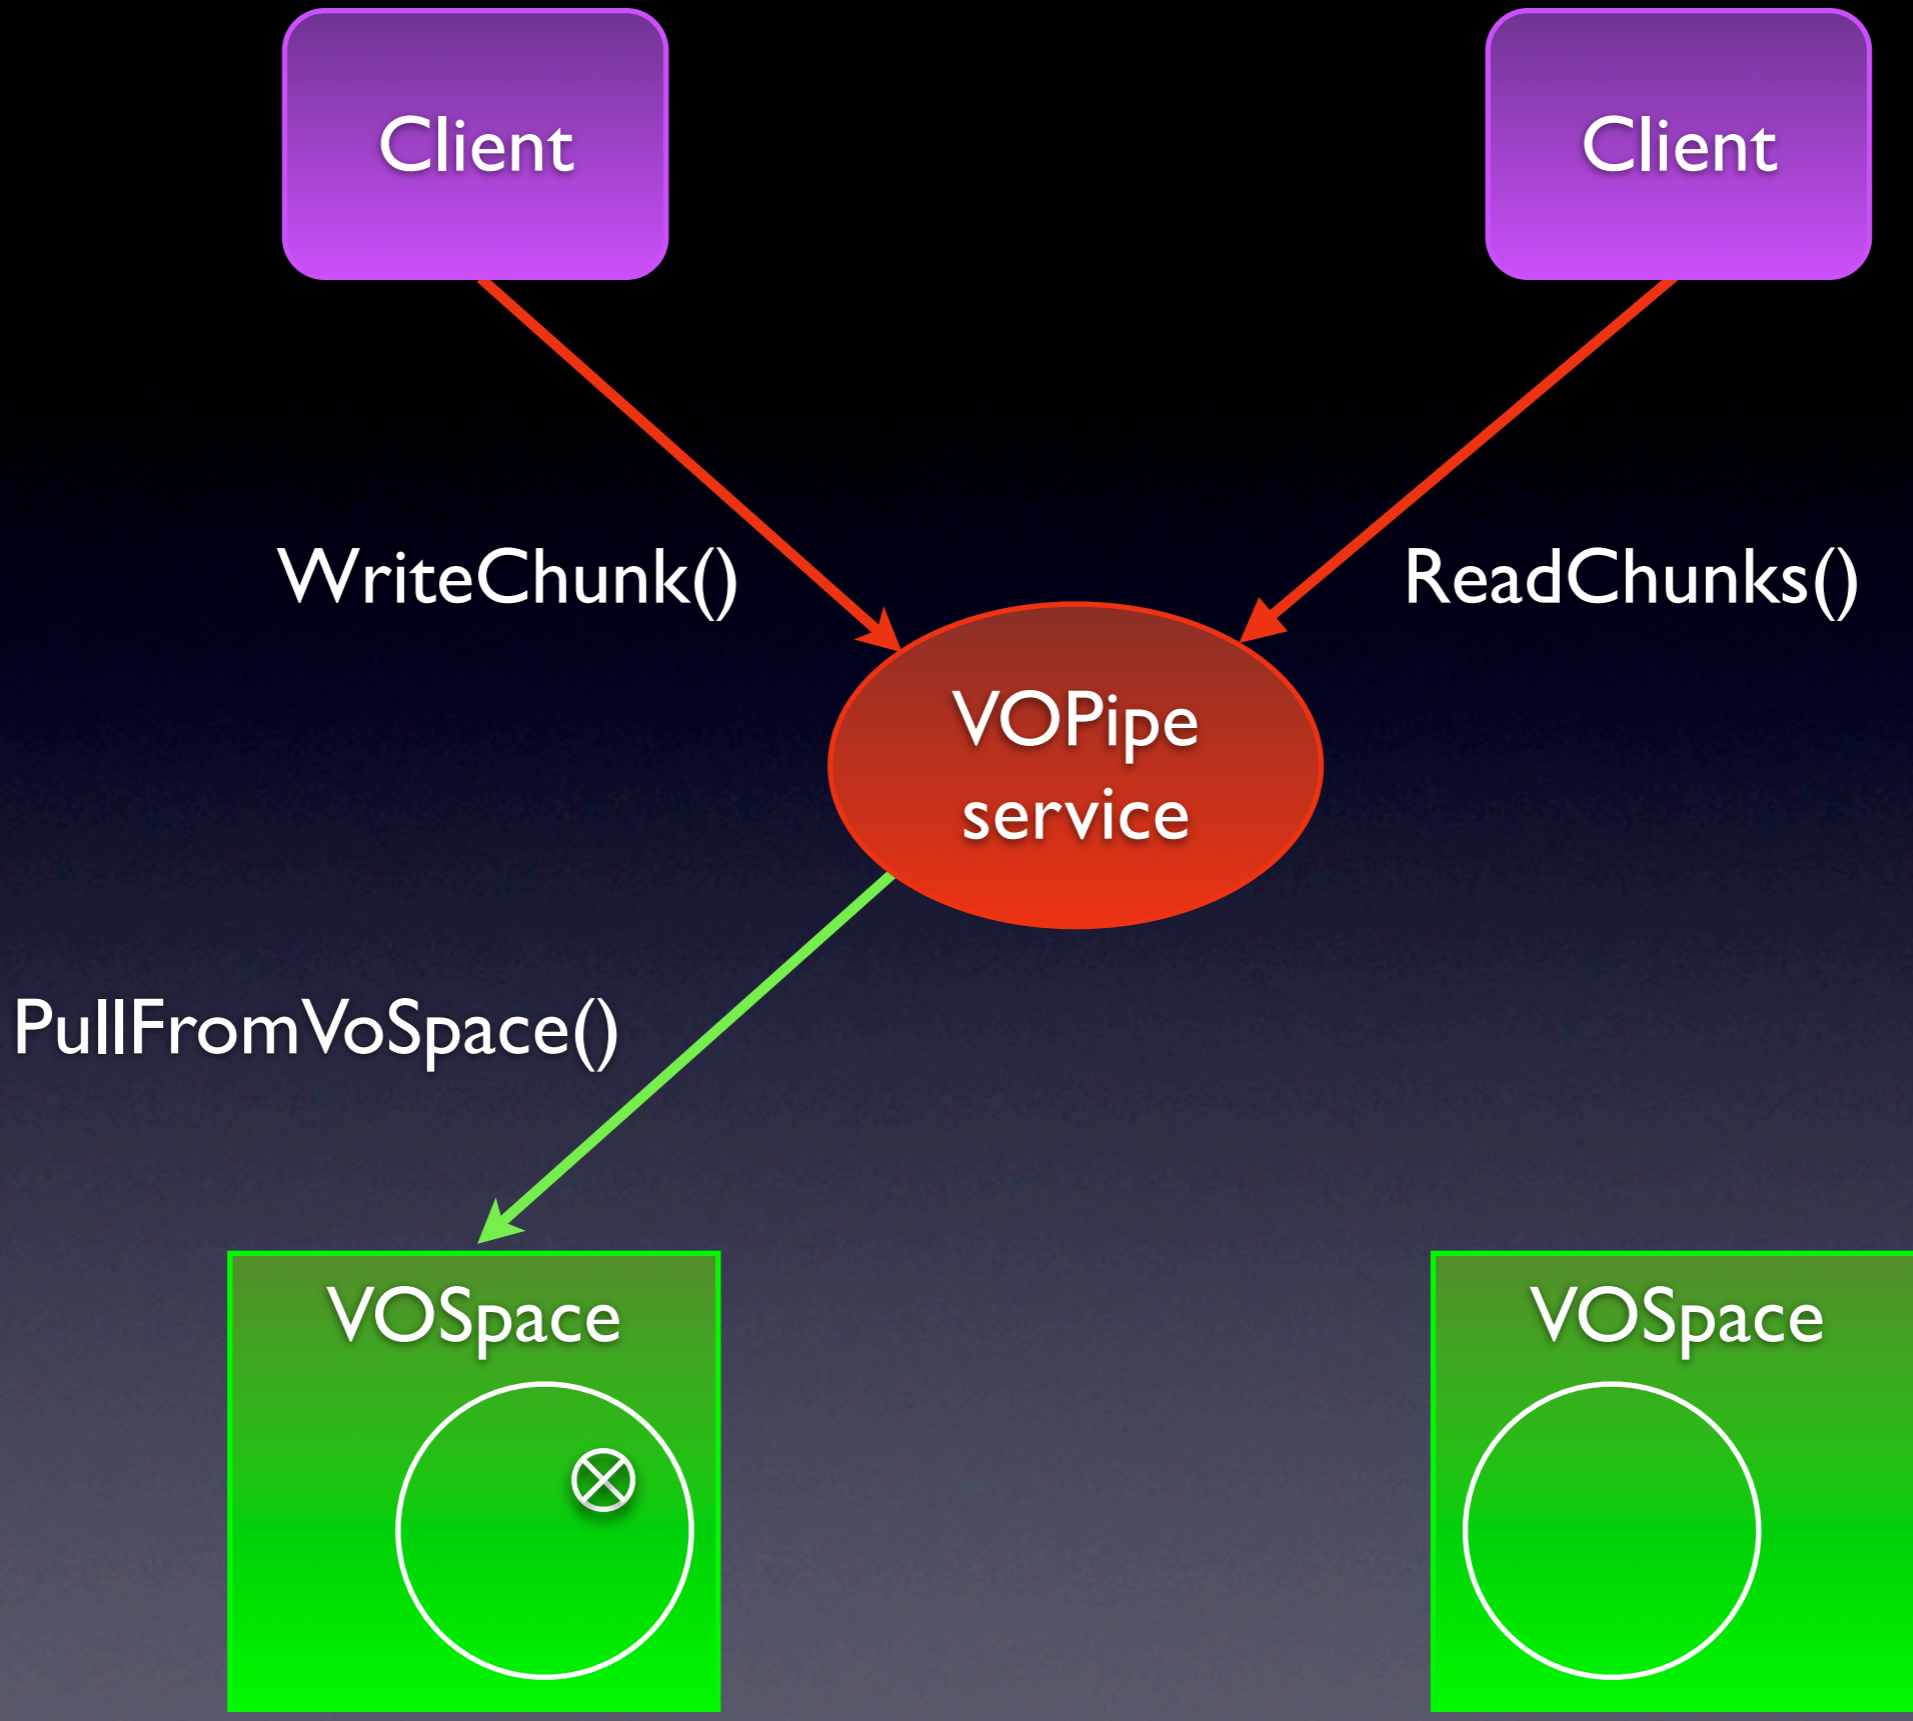 Client
Client
WriteChunk()
ReadChunks()
VOPipe
service
PullFromVoSpace()
VOSpace
VOSpace